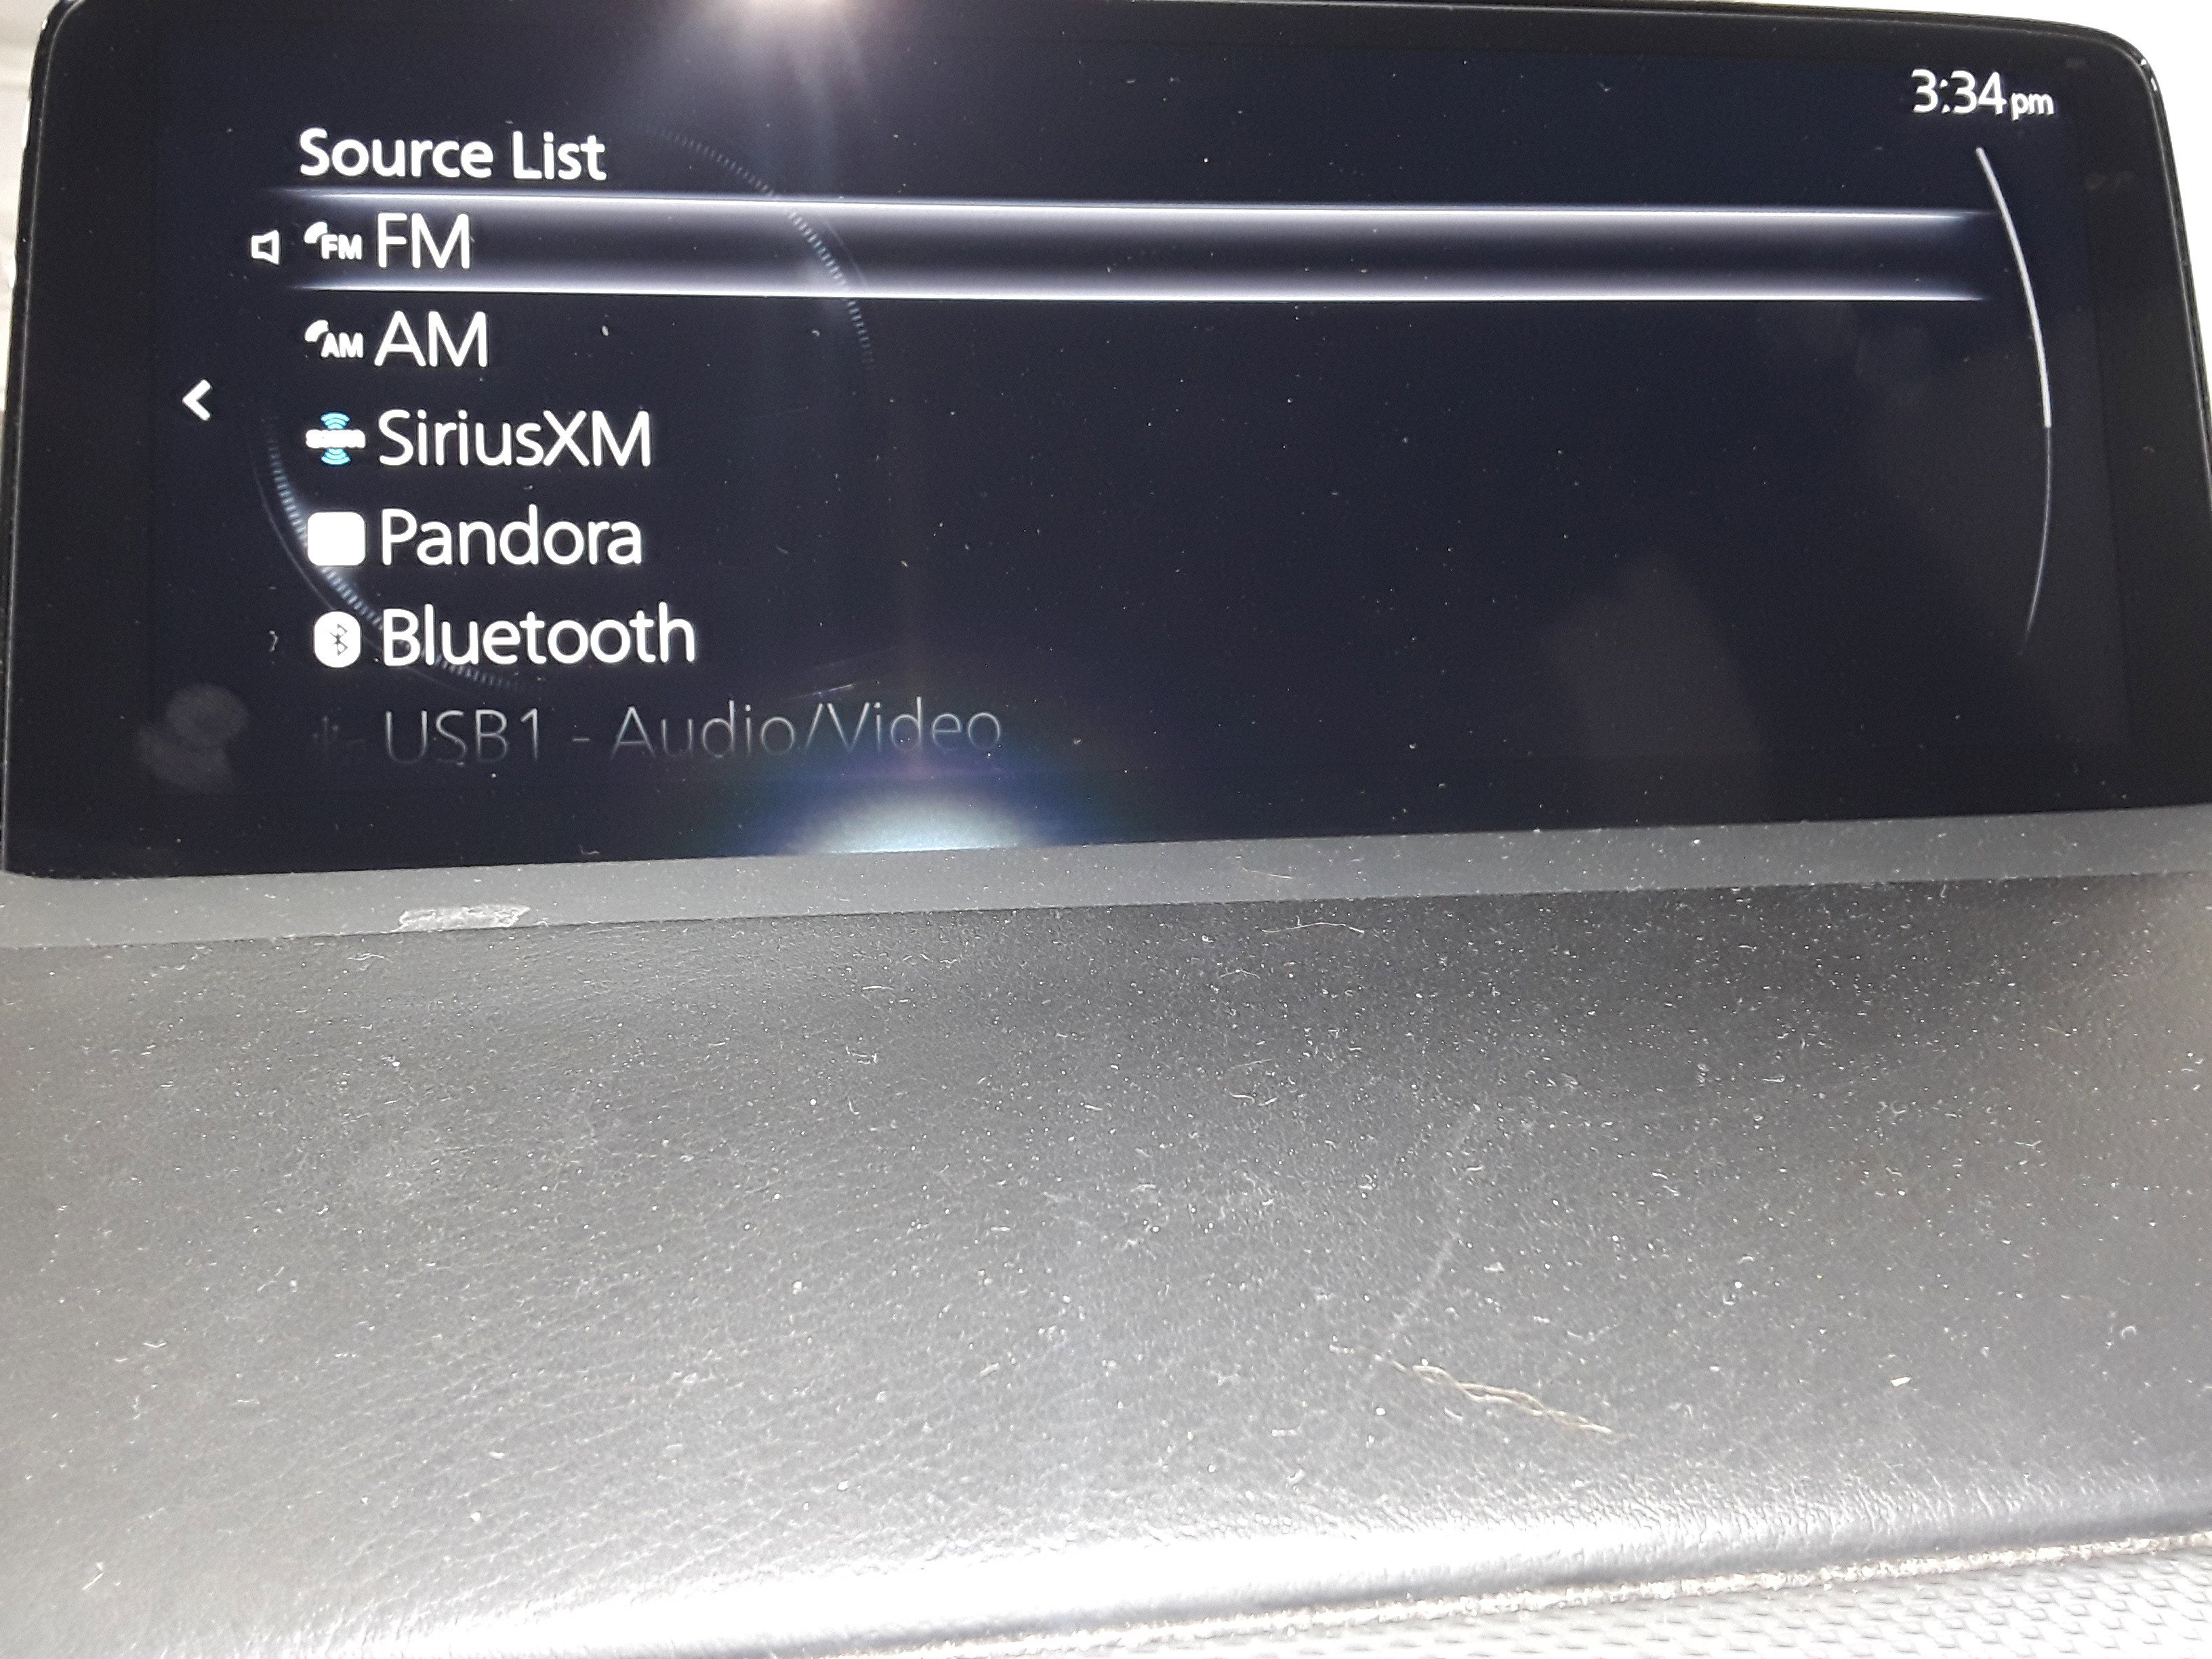 3:34pm
Source List
FM FM
AM AM
SiriusXM
Pandora
Bluetooth
USB1 - Audio/Video